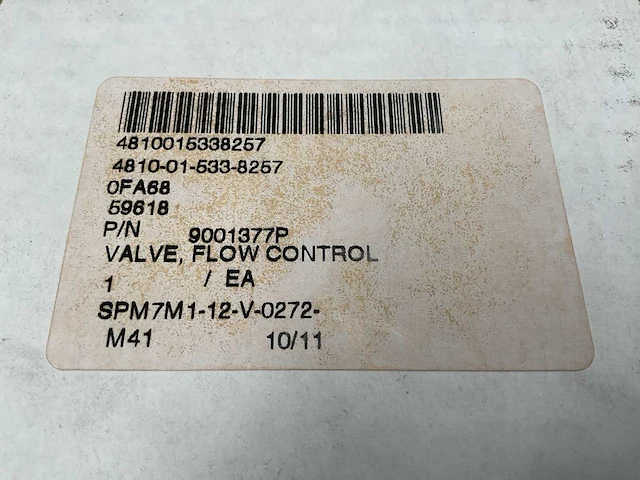 4810015338257
4810-01-533-8257
0FA68
59618
P/N 9001377P
VALVE, FLOW CONTROL
1 / EA
SPM7M1-12-V-0272-
M41 10/11